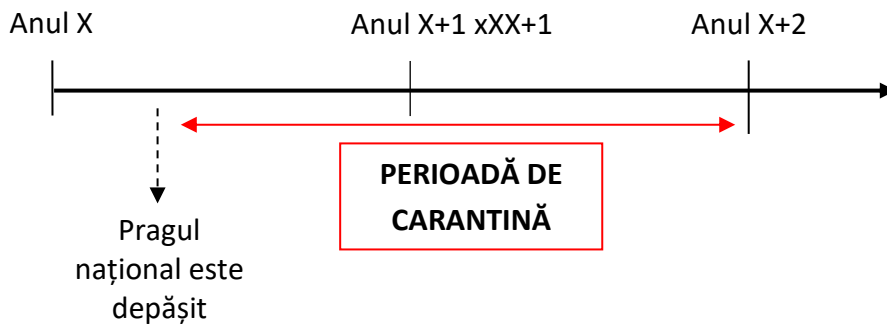 Anul X
Anul X+1 xXX+1
Anul X+2
PERIOADĂ DE
CARANTINĂ
Pragul
național este
depășit